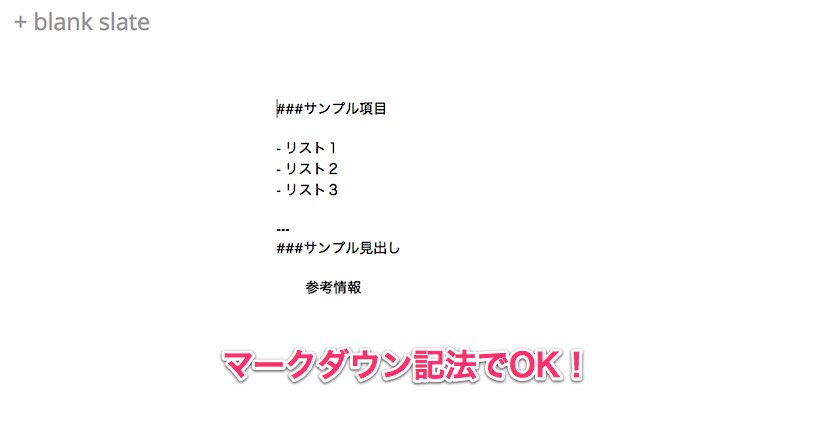 + blank slate
###サンプル項目
- リスト１
- リスト２
- リスト３
---
###サンプル見出し
参考情報
マークダウン記法でOK！